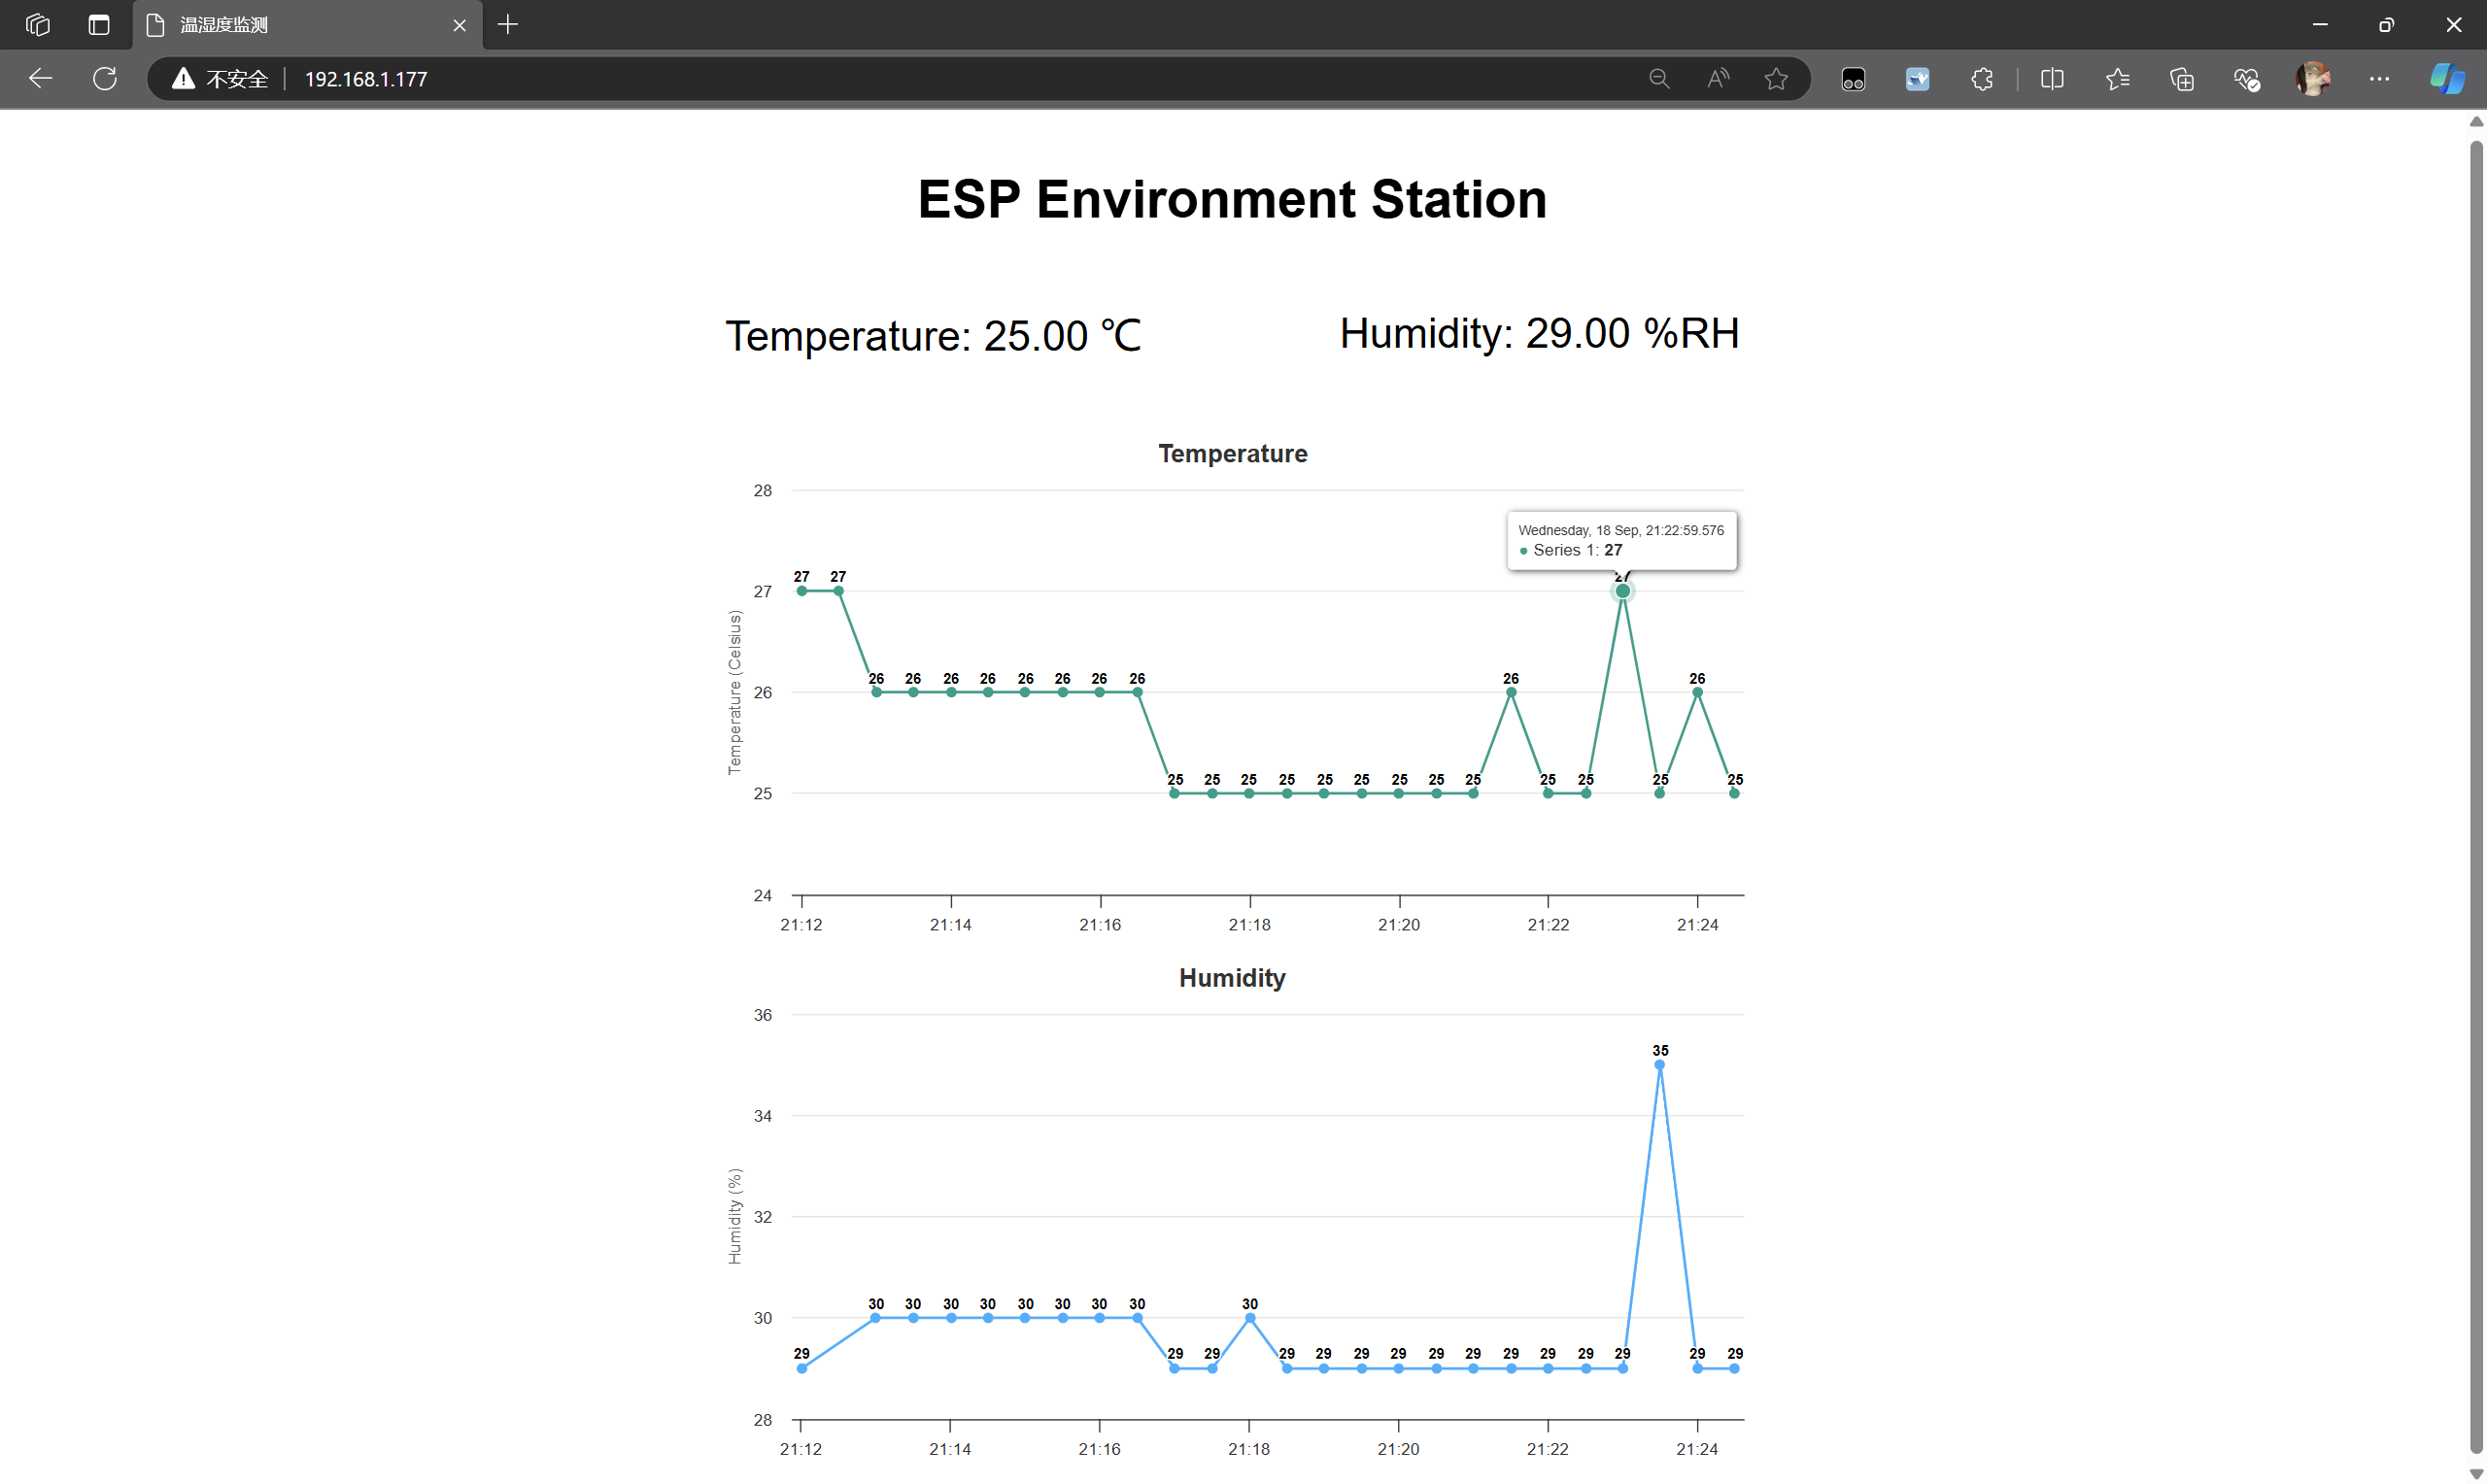 温湿度监测
不安全
192.168.1.177
ESP Environment Station
Temperature: 25.00 ℃
Humidity: 29.00 %RH
Temperature
28
Wednesday, 18 Sep, 21:22:59.576
Series 1: 27
27 27 27
27
26 26 26 26 26 26 26 26 26 26
26
25 25 25 25 25 25 25 25 25 25 25 25 25
25
24
Temperature (Celsius)
21:12 21:14 21:16 21:18 21:20 21:22 21:24
Humidity
36
35
34
32
30 30 30 30 30 30 30 30 30
30
29 29 29 29 29 29 29 29 29 29 29 29 29 29 29
28
Humidity (%)
21:12 21:14 21:16 21:18 21:20 21:22 21:24